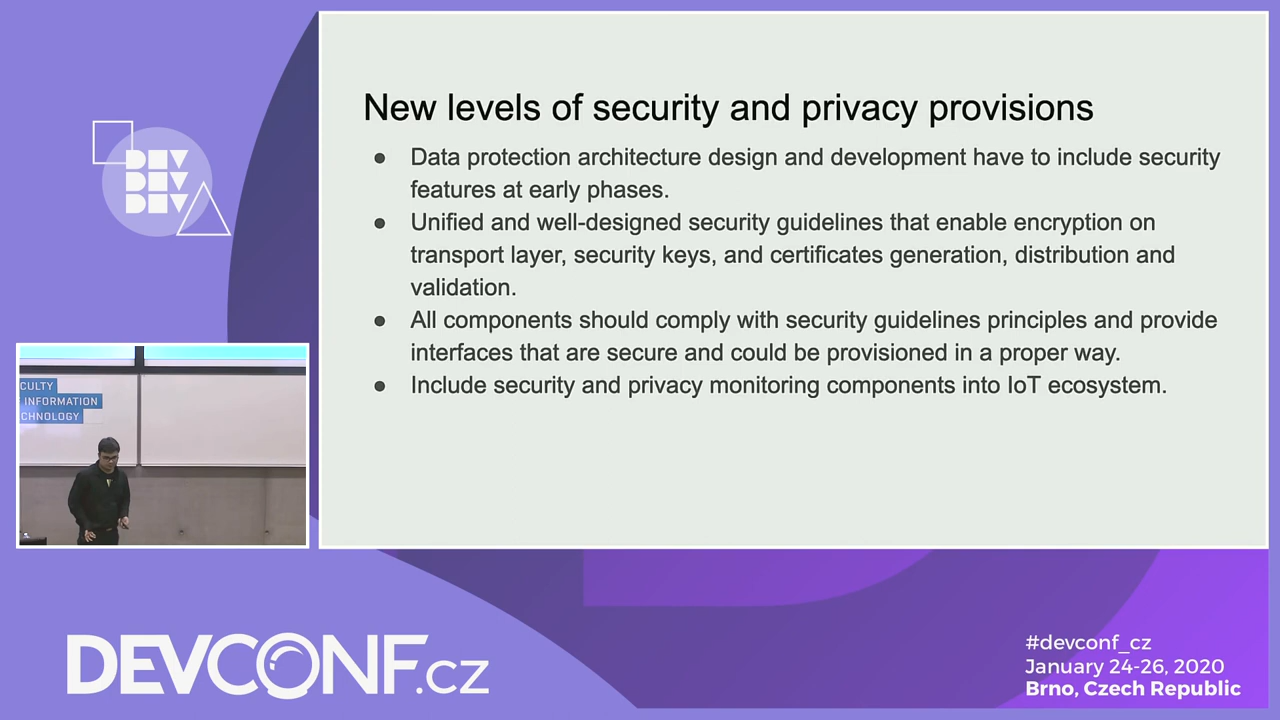 New levels of security and privacy provisions
● Data protection architecture design and development have to include security
features at early phases.
● Unified and well-designed security guidelines that enable encryption on
transport layer, security keys, and certificates generation, distribution and
validation.
● All components should comply with security guidelines principles and provide
interfaces that are secure and could be provisioned in a proper way.
● Include security and privacy monitoring components into IoT ecosystem.
DEV
DEV
DEV
CULTY
INFORMATION
CHNOLOGY
DEVCONF.cz
#devconf_cz
January 24-26, 2020
Brno, Czech Republic